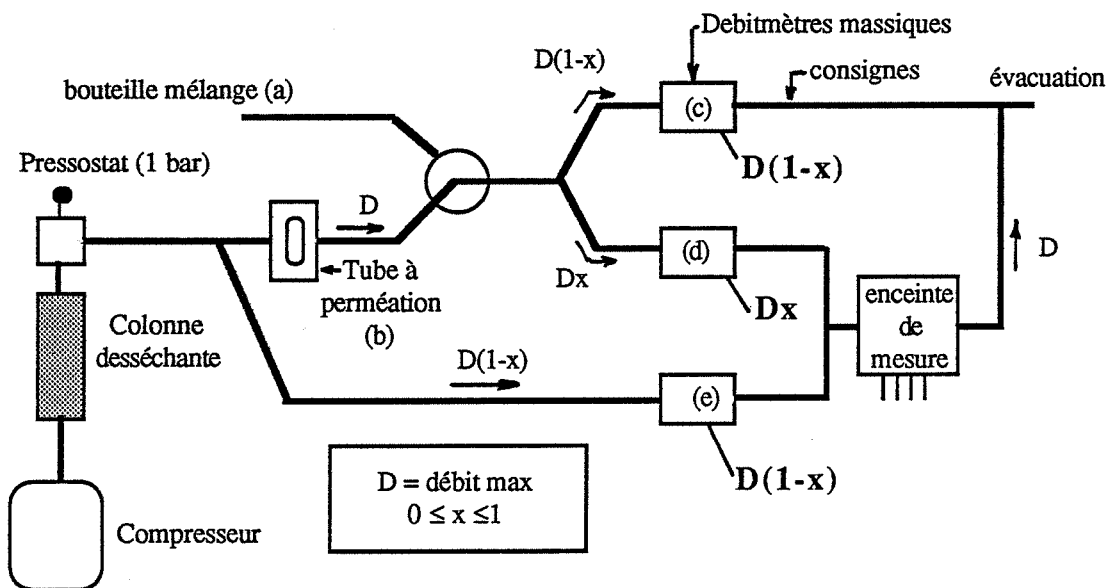 Debitmètres massiques
D(1-x)
consignes
évacuation
bouteille mélange (a)
(c)
D(1-x)
Pressostat (1 bar)
D
(d)
D
Dx
Tube à
perméation
(b)
Dx
enceinte
de
mesure
Colonne
desséchante
D(1-x)
(e)
D(1-x)
D = débit max
0 ≤ x ≤1
Compresseur